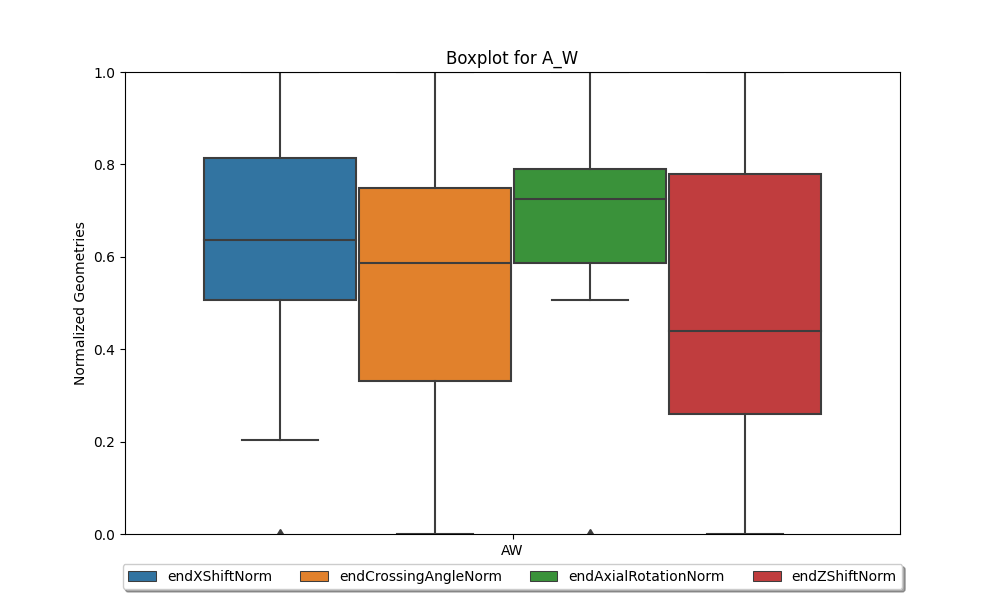 Boxplot for A_W
1.0
0.8
0.6
0.4
0.2
0.0
Normalized Geometries
AW
endXShiftNorm endCrossingAngleNorm endAxialRotationNorm endZShiftNorm